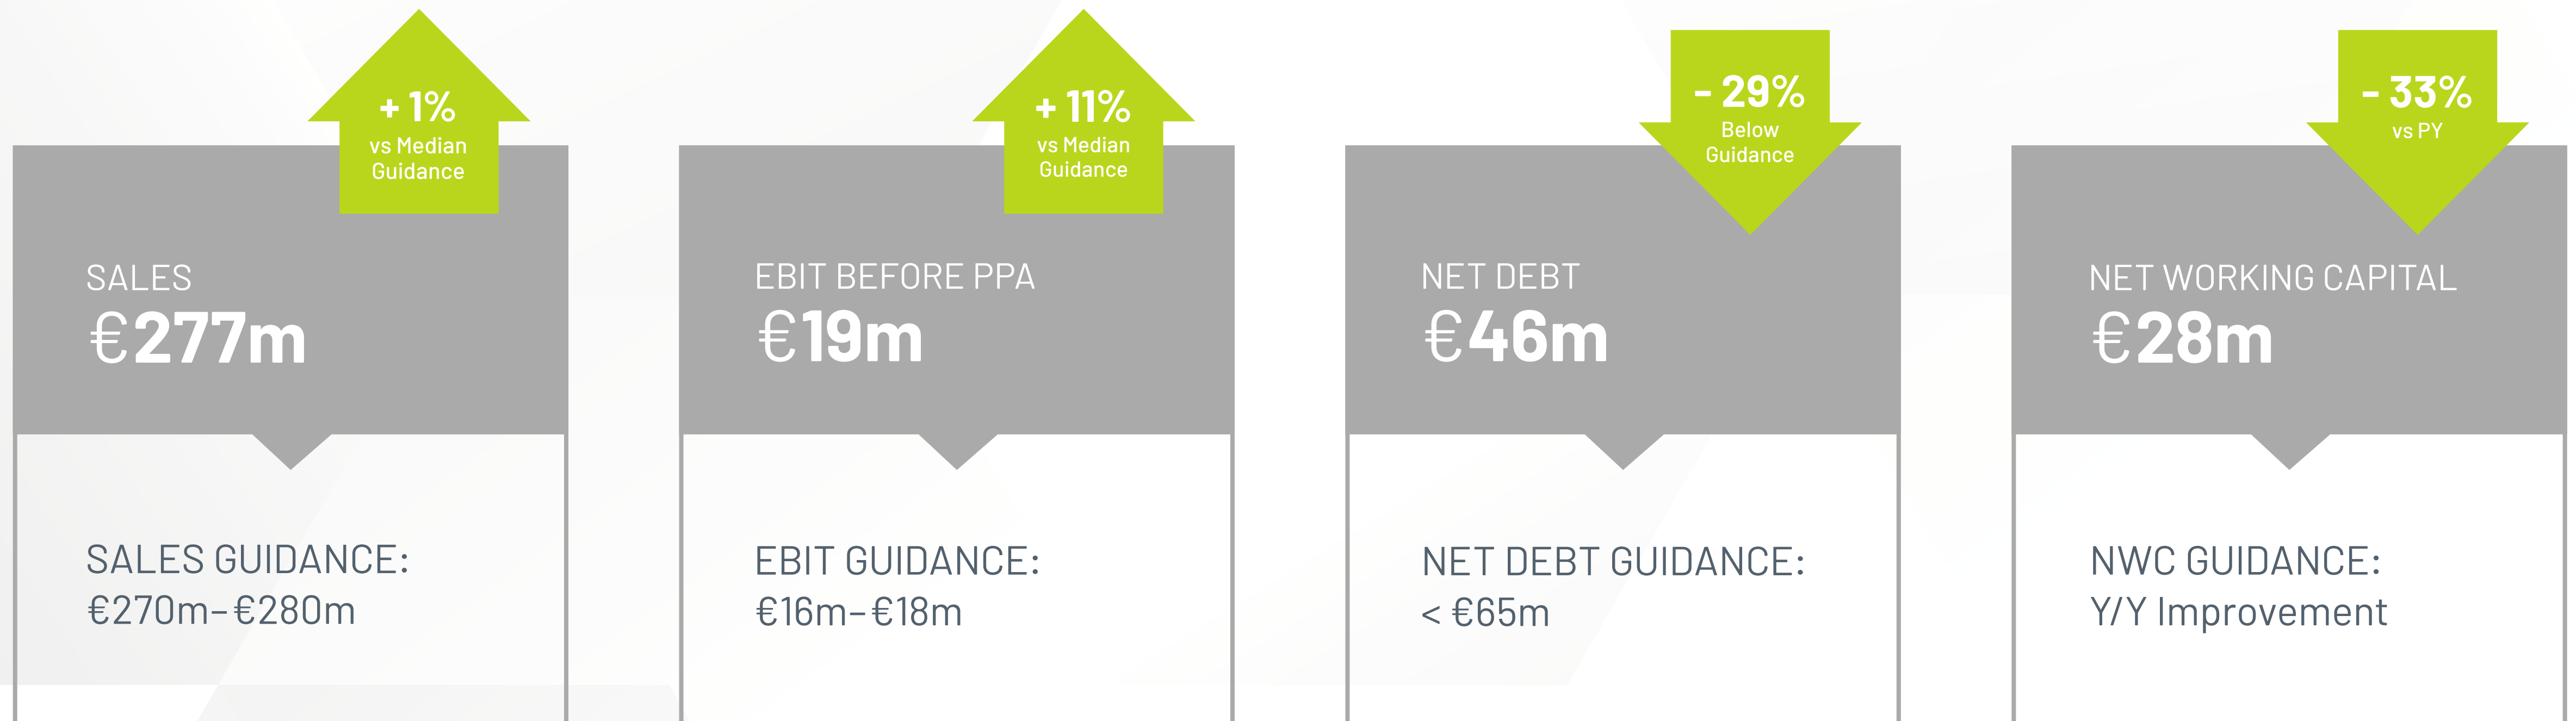 + 1%
vs Median
Guidance
SALES
€277m
SALES GUIDANCE:
€270m–€280m
+ 11%
vs Median
Guidance
EBIT BEFORE PPA
€19m
EBIT GUIDANCE:
€16m–€18m
- 29%
Below
Guidance
NET DEBT
€46m
NET DEBT GUIDANCE:
< €65m
- 33%
vs PY
NET WORKING CAPITAL
€28m
NWC GUIDANCE:
Y/Y Improvement